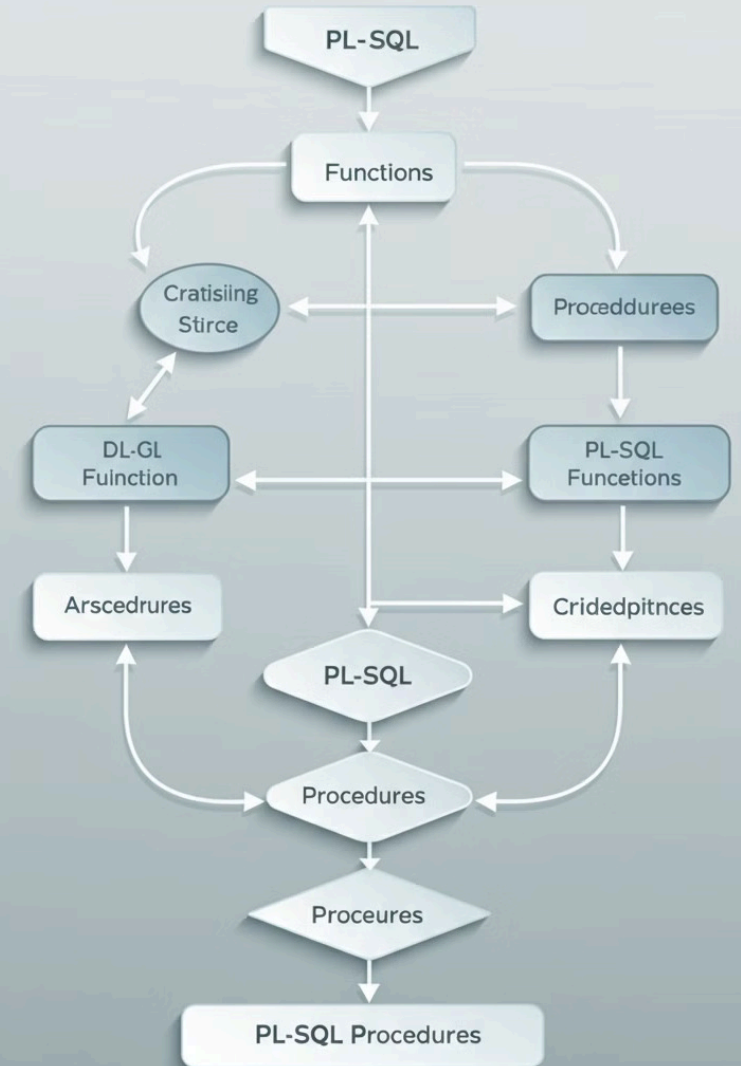 PL-SQL
Functions
Cratisiing
Stirce
Proceddurees
DL-GL
Fuinction
PL-SQL
Funcetions
Arscedrures
Cridedpitnces
PL-SQL
Procedures
Proceures
PL-SQL Procedures